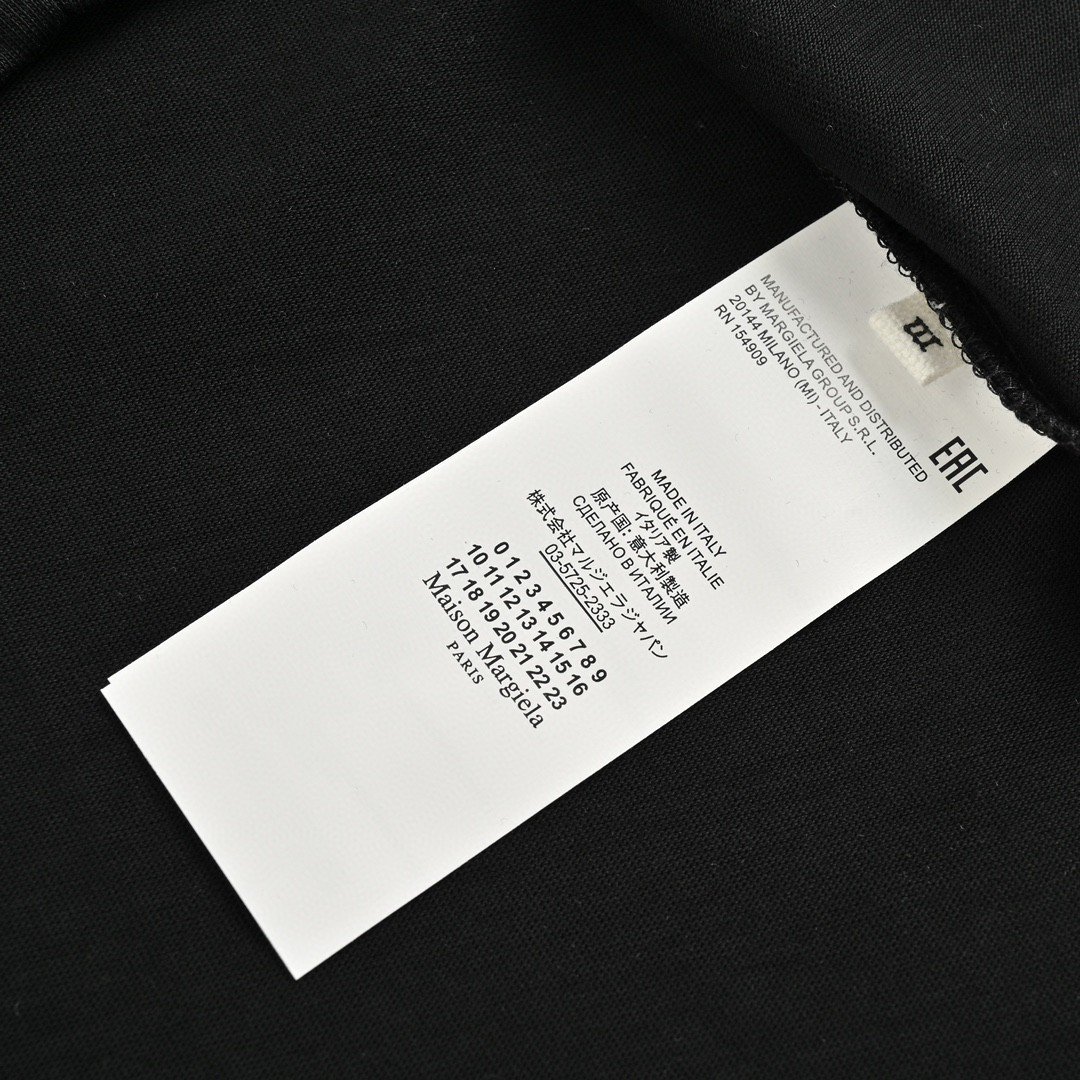 MANUFACTURED AND DISTRIBUTED
BY MARGIELA GROUP S.R.L.
20144 MILANO (MI) - ITALY
RN 154909
EAC
m
MADE IN ITALY
FABRIQUÉ EN ITALIE
イタリア製
原产国: 意大利製造
СДЕЛАНО В ИТАЛИИ
03-5725-2333
株式会社マルジェラジャパン
0 1 2 3 4 5 6 7 8 9
10 11 12 13 14 15 16
17 18 19 20 21 22 23
Maison Margiela
PARIS